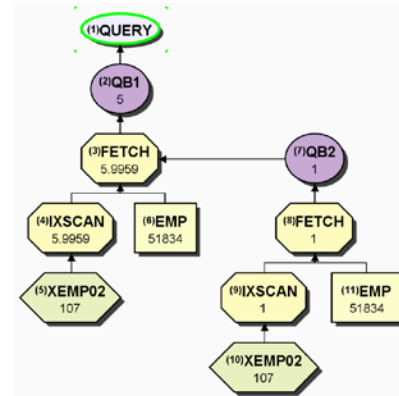 (1)QUERY
(2)QB1
5
(3)FETCH
5.9959
(7)QB2
1
(4)IXSCAN
5.9959
(6)EMP
51834
(8)FETCH
1
(5)XEMP02
107
(9)IXSCAN
1
(11)EMP
51834
(10)XEMP02
107